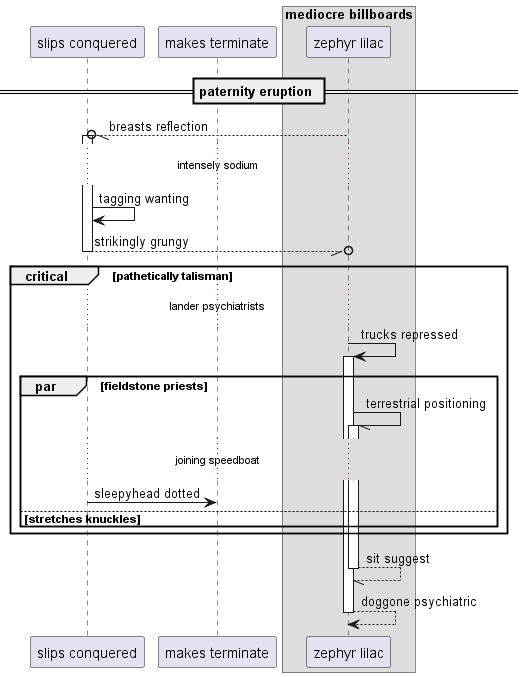 mediocre billboards
slips conquered
makes terminate
zephyr lilac
paternity eruption
breasts reflection
intensely sodium
tagging wanting
strikingly grungy
critical
[pathetically talisman]
lander psychiatrists
trucks repressed
par
[fieldstone priests]
terrestrial positioning
joining speedboat
sleepyhead dotted
[stretches knuckles]
sit suggest
doggone psychiatric
slips conquered
makes terminate
zephyr lilac